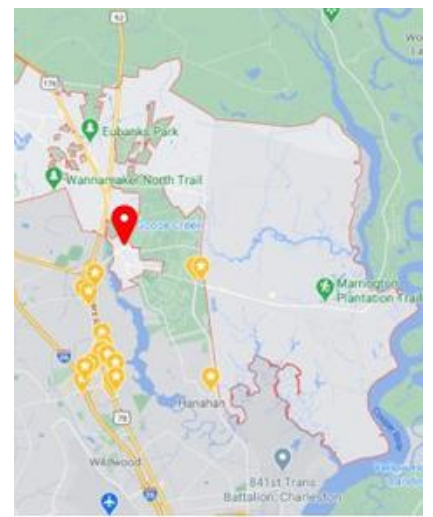 52
176
Eubanks Park
Wannamaker North Trail
Goose Creek
Marrington
Plantation Trail
26
Hanahan
78
Wildwood
841st Trans
Battalion, Charleston
26